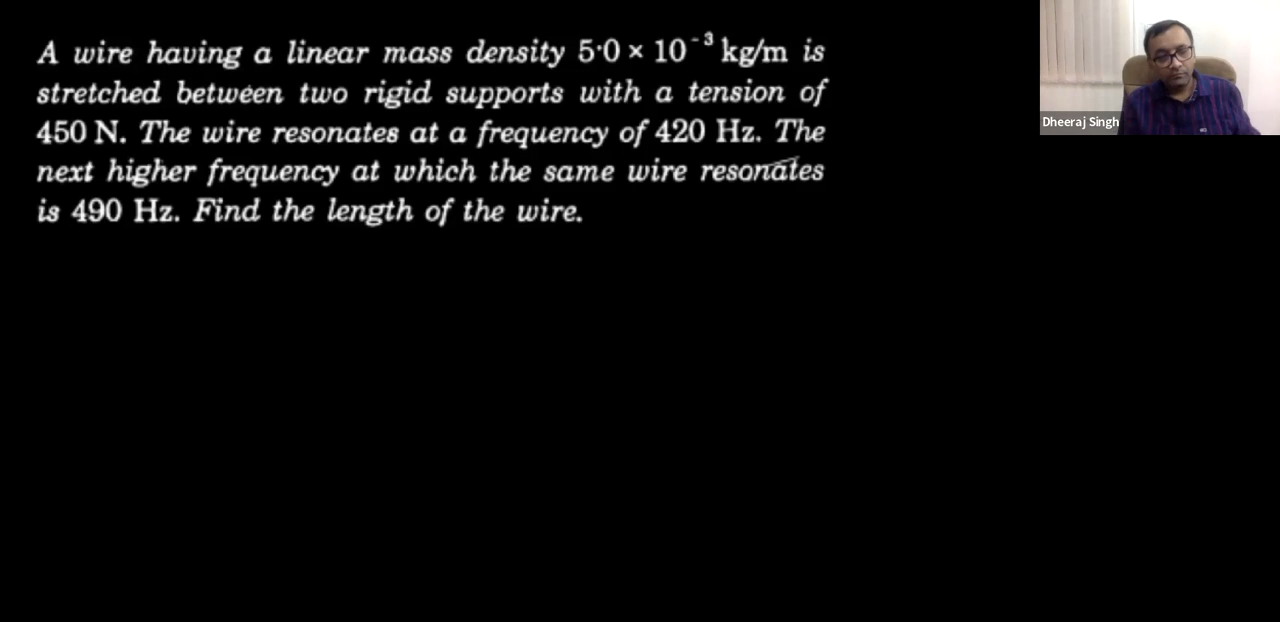 A wire having a linear mass density 5·0 × 10⁻³ kg/m is
stretched between two rigid supports with a tension of
450 N. The wire resonates at a frequency of 420 Hz. The
next higher frequency at which the same wire resonates
is 490 Hz. Find the length of the wire.
Dheeraj Singh